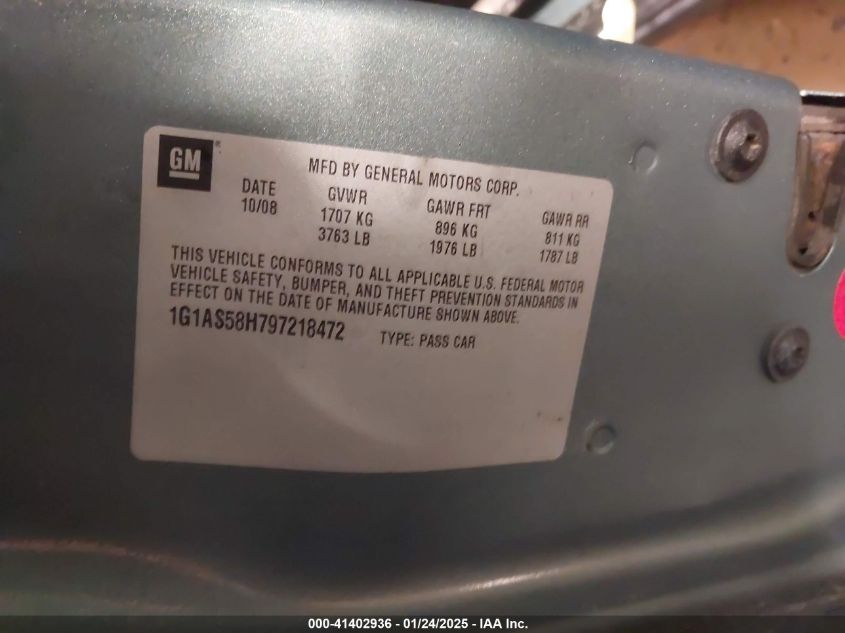 GM
MFD BY GENERAL MOTORS CORP.
DATE GVWR GAWR FRT GAWR RR
10/08 1707 KG 896 KG 811 KG
3763 LB 1976 LB 1787 LB
THIS VEHICLE CONFORMS TO ALL APPLICABLE U.S. FEDERAL MOTOR
VEHICLE SAFETY, BUMPER, AND THEFT PREVENTION STANDARDS IN
EFFECT ON THE DATE OF MANUFACTURE SHOWN ABOVE.
1G1AS58H797218472 TYPE: PASS CAR
000-41402936 - 01/24/2025 - IAA Inc.